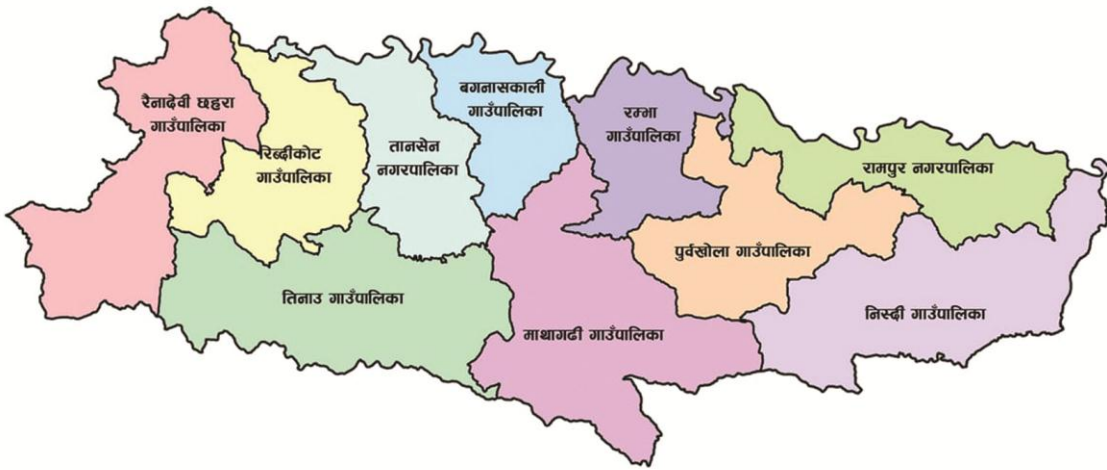 रैनादेवी छहरा
गाउँपालिका
रिब्दीकोट
गाउँपालिका
तानसेन
नगरपालिका
बगनासकाली
गाउँपालिका
रम्भा
गाउँपालिका
रामपुर नगरपालिका
पुर्वखोला गाउँपालिका
तिनाउ गाउँपालिका
माथागढी गाउँपालिका
निस्दी गाउँपालिका